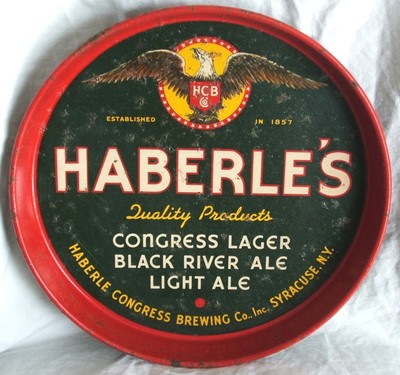 HCB
Co
ESTABLISHED IN 1857
HABERLE'S
Quality Products
CONGRESS LAGER
BLACK RIVER ALE
LIGHT ALE
HABERLE CONGRESS BREWING Co., Inc. SYRACUSE, N.Y.